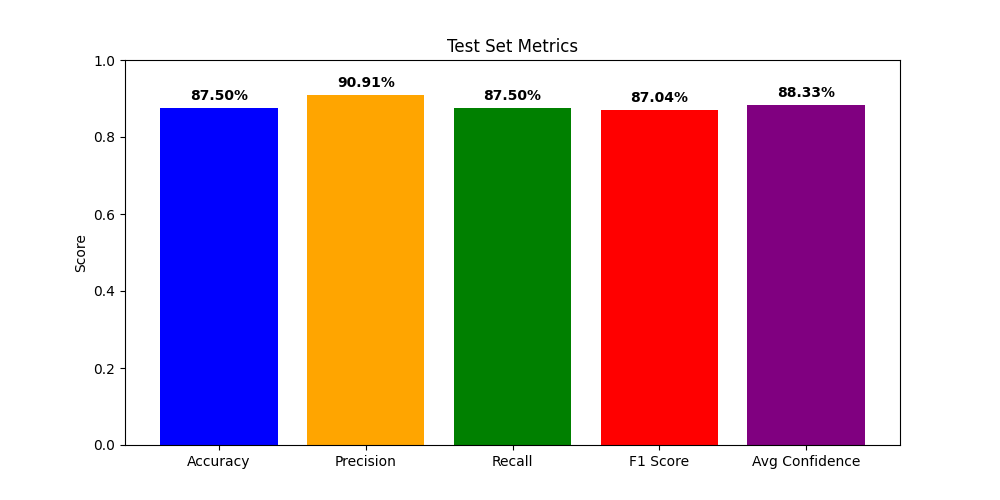 Test Set Metrics
1.0
0.8
0.6
0.4
0.2
0.0
Score
87.50%
90.91%
87.50%
87.04%
88.33%
Accuracy
Precision
Recall
F1 Score
Avg Confidence